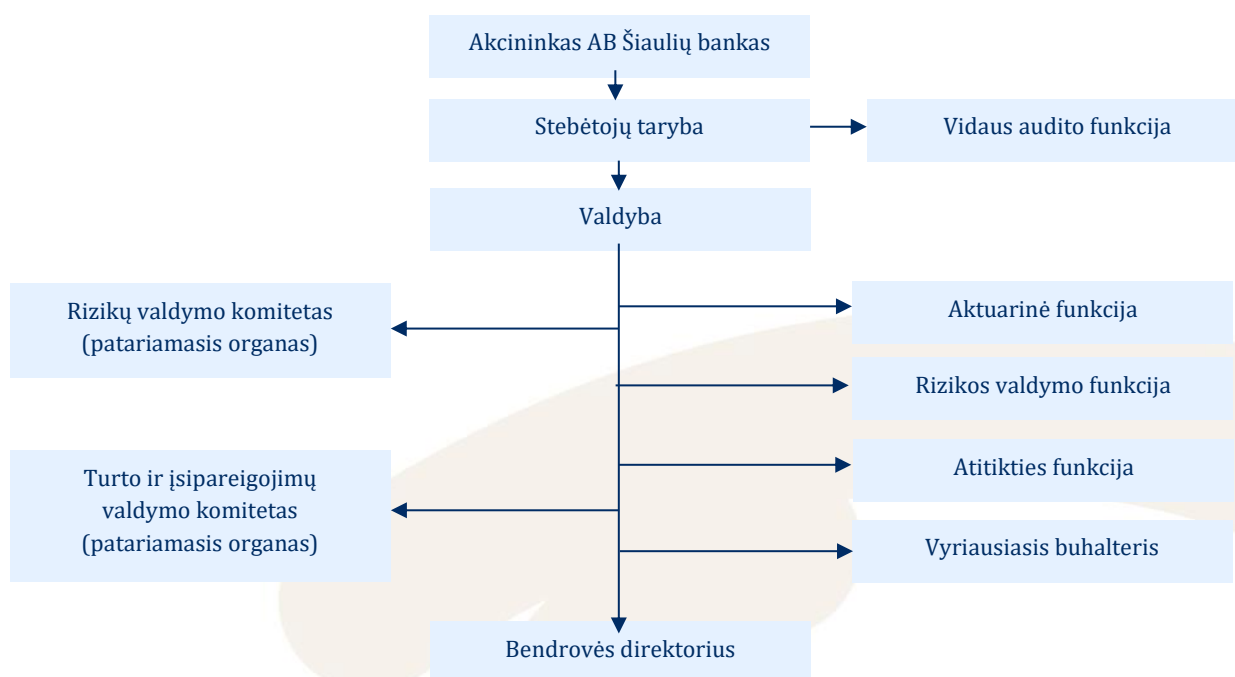 Akcininkas AB Šiaulių bankas
Stebėtojų taryba
Vidaus audito funkcija
Valdyba
Rizikų valdymo komitetas
(patariamasis organas)
Aktuarinė funkcija
Rizikos valdymo funkcija
Turto ir įsipareigojimų
valdymo komitetas
(patariamasis organas)
Atitikties funkcija
Vyriausiasis buhalteris
Bendrovės direktorius